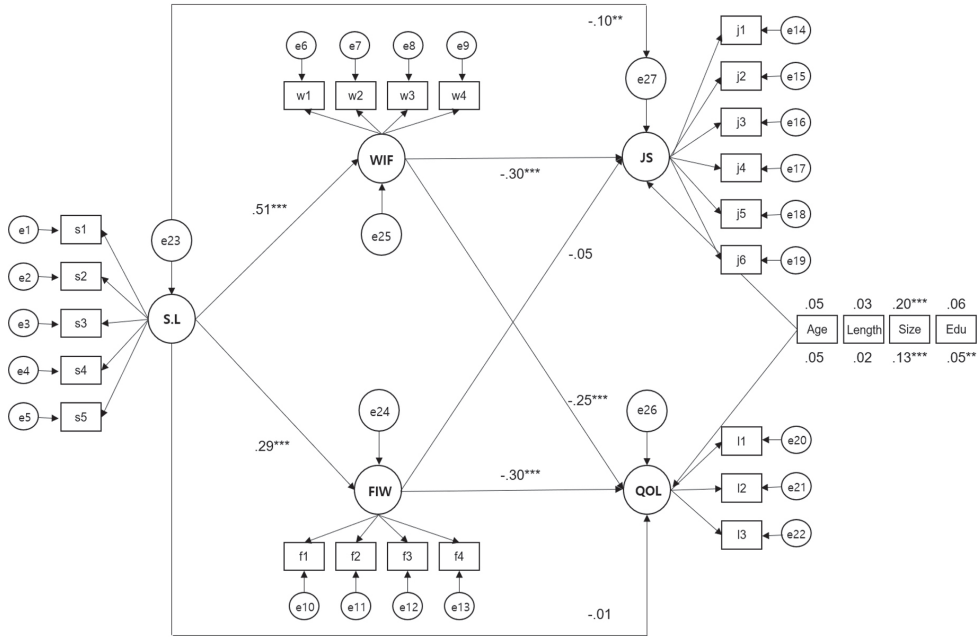 -.10**
e6 e7 e8 e9
w1 w2 w3 w4
WIF
e25
.51***
-.30***
-.05
-.25***
e27
JS
j1 e14
j2 e15
j3 e16
j4 e17
j5 e18
j6 e19
e1 s1
e2 s2
e3 s3
e4 s4
e5 s5
e23
S.L
.05 .03 .20*** .06
Age Length Size Edu
.05 .02 .13*** .05**
.29***
e24
FIW
-.30***
f1 f2 f3 f4
e10 e11 e12 e13
e26
QOL
l1 e20
l2 e21
l3 e22
-.01